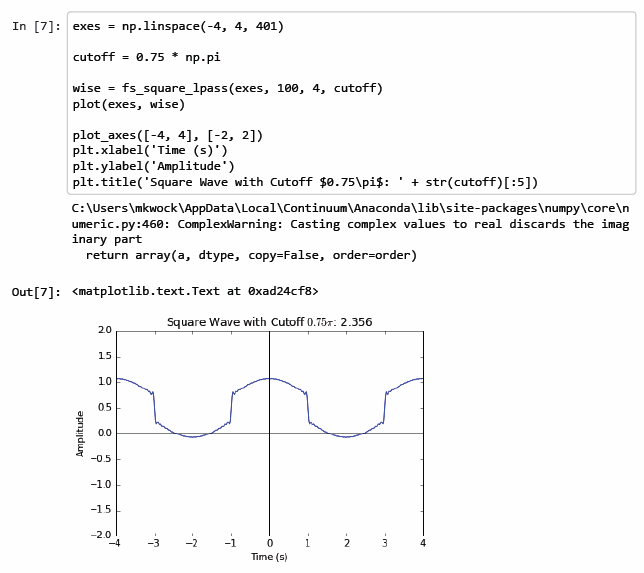 In [7]: exes = np.linspace(-4, 4, 401)
cutoff = 0.75 * np.pi
wise = fs_square_lpass(exes, 100, 4, cutoff)
plot(exes, wise)
plot_axes([-4, 4], [-2, 2])
plt.xlabel('Time (s)')
plt.ylabel('Amplitude')
plt.title('Square Wave with Cutoff $0.75\pi$: ' + str(cutoff)[:5])
C:\Users\mkwock\AppData\Local\Continuum\Anaconda\lib\site-packages\numpy\core\n
umeric.py:460: ComplexWarning: Casting complex values to real discards the imag
inary part
return array(a, dtype, copy=False, order=order)
Out[7]: <matplotlib.text.Text at 0xad24cf8>
Square Wave with Cutoff 0.75π: 2.356
2.0
1.5
1.0
0.5
0.0
−0.5
−1.0
−1.5
−2.0
Amplitude
−4 −3 −2 −1 0 1 2 3 4
Time (s)